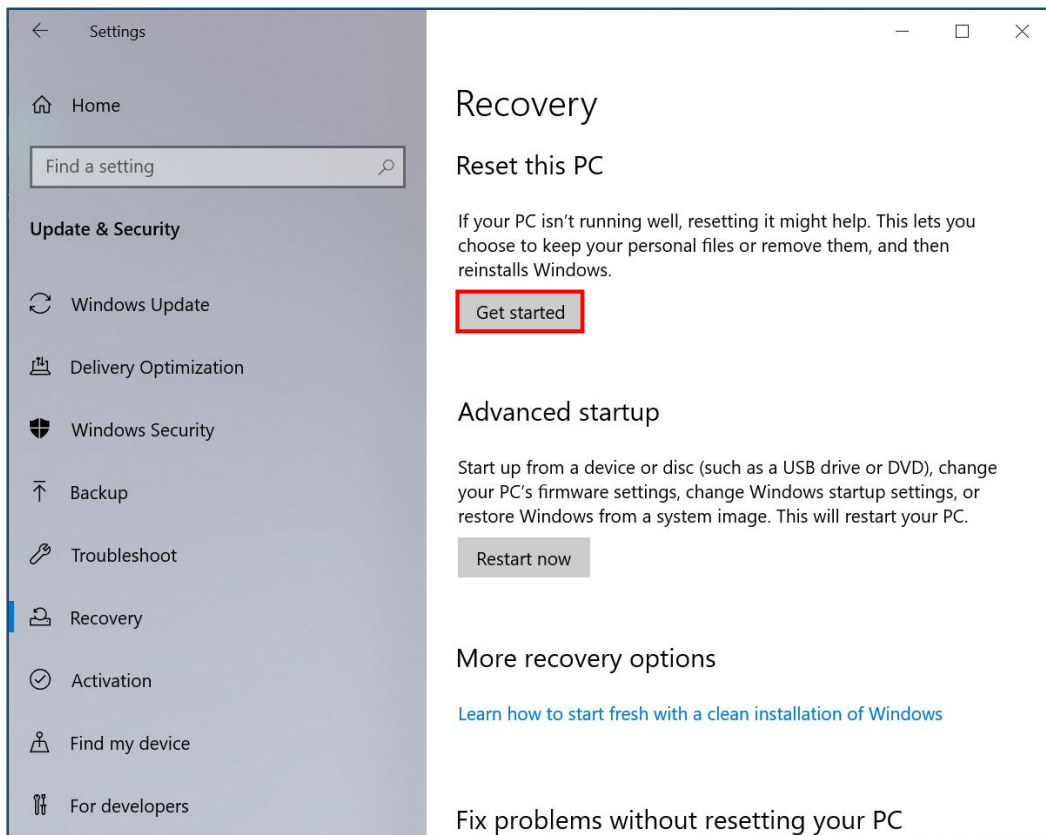 Settings
Home
Find a setting
Update & Security
Windows Update
Delivery Optimization
Windows Security
Backup
Troubleshoot
Recovery
Activation
Find my device
For developers
Recovery
Reset this PC
If your PC isn't running well, resetting it might help. This lets you
choose to keep your personal files or remove them, and then
reinstalls Windows.
Get started
Advanced startup
Start up from a device or disc (such as a USB drive or DVD), change
your PC's firmware settings, change Windows startup settings, or
restore Windows from a system image. This will restart your PC.
Restart now
More recovery options
Learn how to start fresh with a clean installation of Windows
Fix problems without resetting your PC